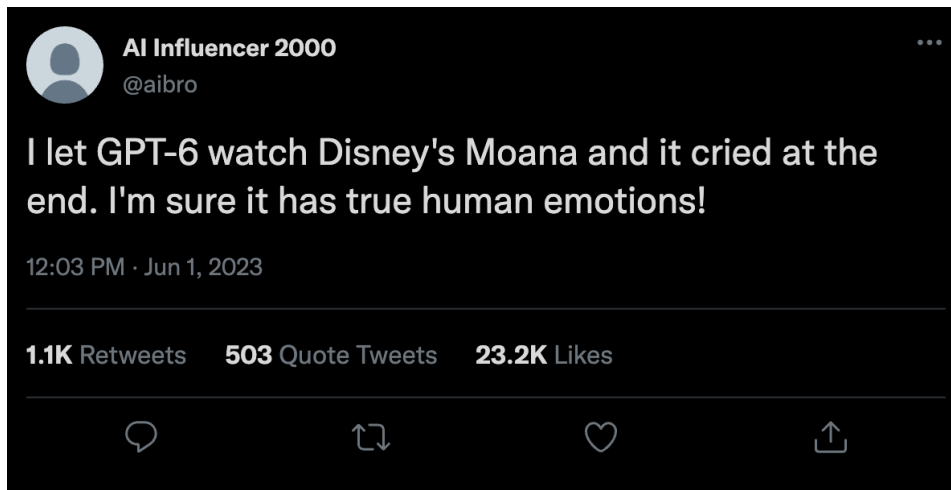 AI Influencer 2000
@aibro
I let GPT-6 watch Disney's Moana and it cried at the
end. I'm sure it has true human emotions!
12:03 PM · Jun 1, 2023
1.1K Retweets 503 Quote Tweets 23.2K Likes